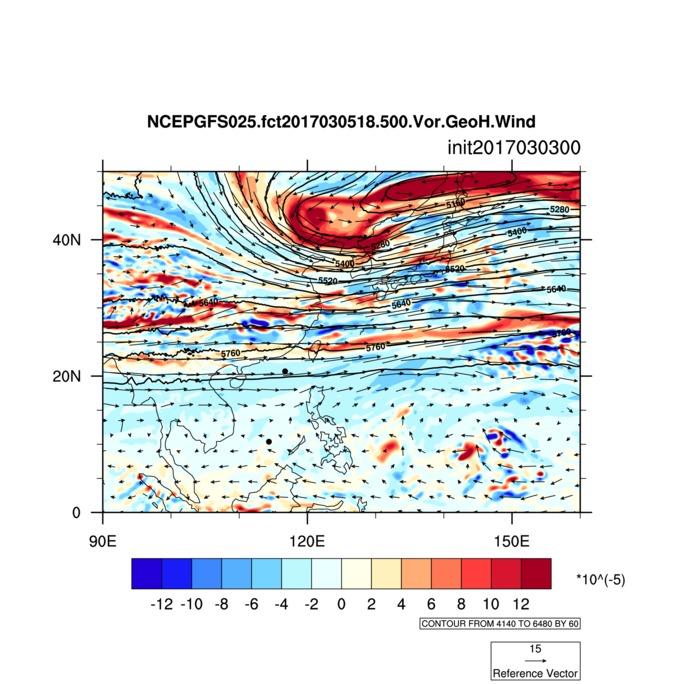 NCEPGFS025.fct2017030518.500.Vor.GeoH.Wind
init2017030300
5160
5280
5400
40N
5280
5400
5520
5520
5640
5640
5640
5760
5760
5760
20N
0
90E 120E 150E
-12 -10 -8 -6 -4 -2 0 2 4 6 8 10 12
*10^(-5)
CONTOUR FROM 4140 TO 6480 BY 60
15
Reference Vector